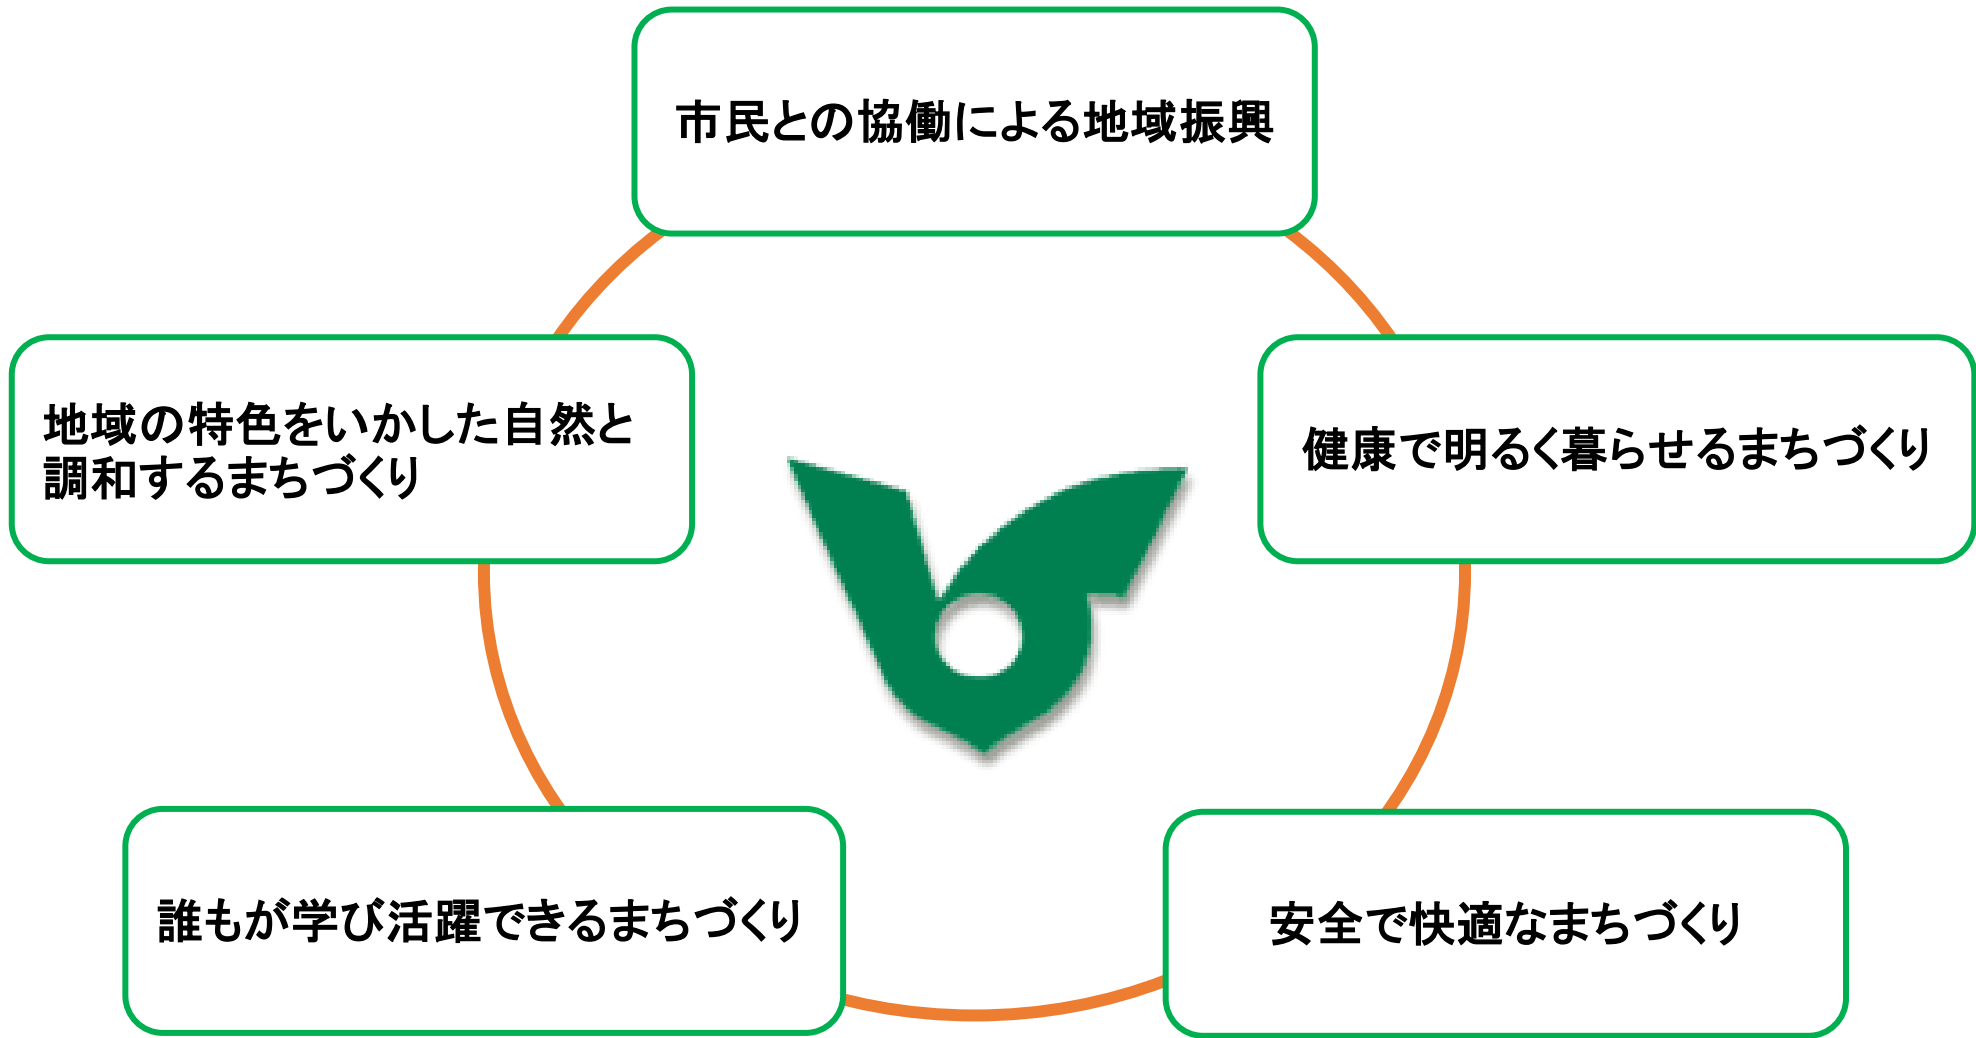 市民との協働による地域振興
地域の特色をいかした自然と
調和するまちづくり
健康で明るく暮らせるまちづくり
誰もが学び活躍できるまちづくり
安全で快適なまちづくり